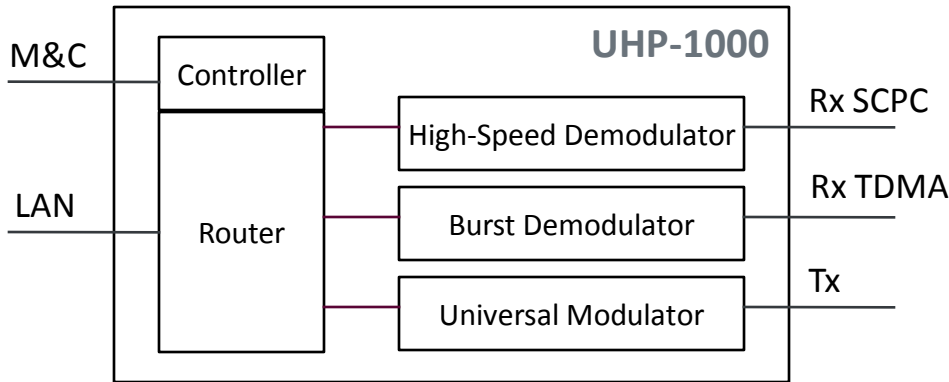 UHP-1000
M&C
Controller
Rx SCPC
High-Speed Demodulator
Rx TDMA
LAN
Router
Burst Demodulator
Tx
Universal Modulator